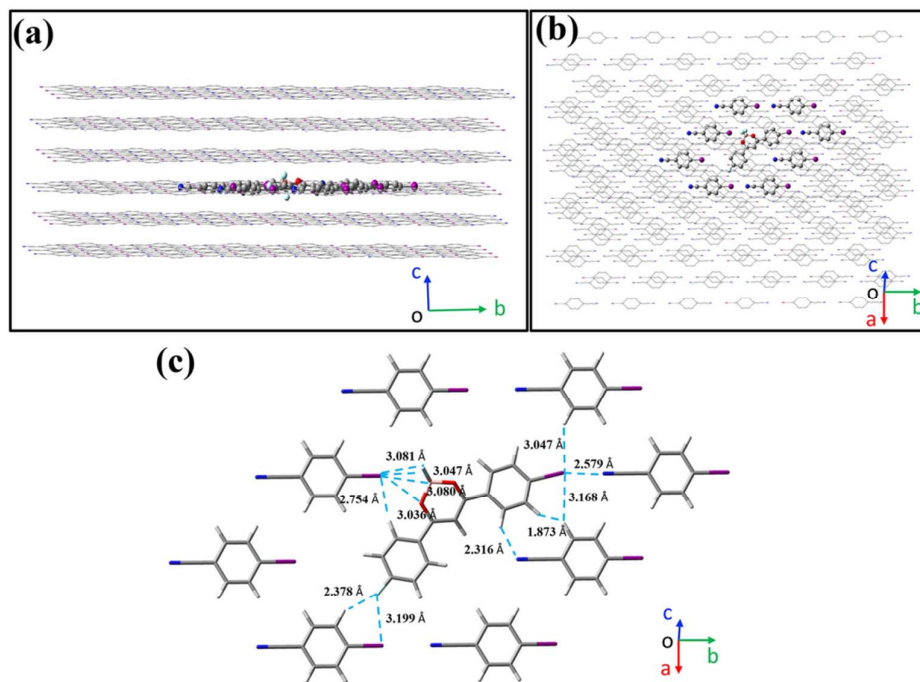 (a)
c
o
b
(b)
c
o
b
a
(c)
3.081 Å
3.047 Å
3.080 Å
2.754 Å
3.036 Å
3.047 Å
2.579 Å
3.168 Å
1.873 Å
2.316 Å
2.378 Å
3.199 Å
c
o
b
a